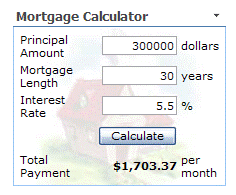 Mortgage Calculator
Principal Amount 300000 dollars
Mortgage Length 30 years
Interest Rate 5.5 %
Calculate
Total Payment $1,703.37 per month